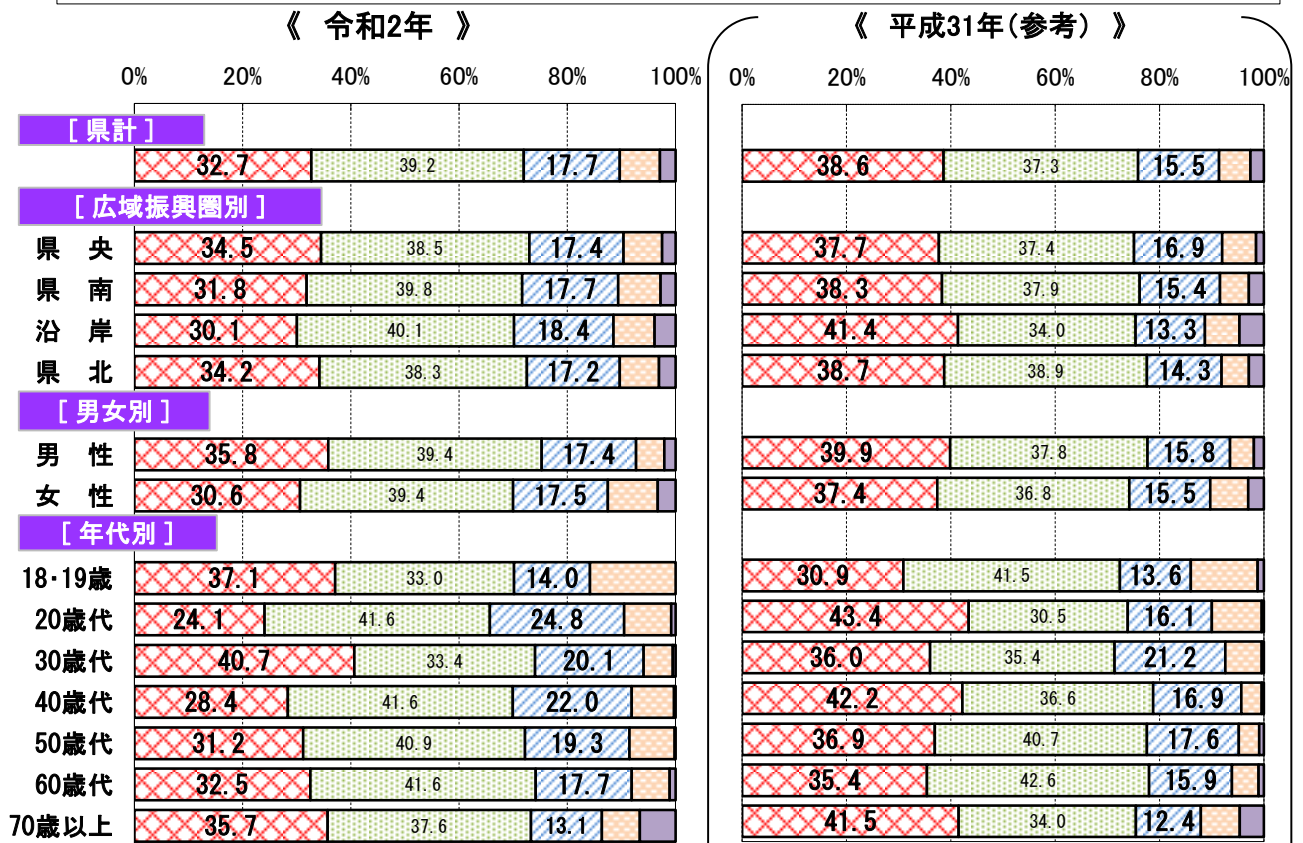 《 令和2年 》 《 平成31年(参考) 》
0% 20% 40% 60% 80% 100% 0% 20% 40% 60% 80% 100%
[ 県計 ]
32.7 39.2 17.7 38.6 37.3 15.5
[ 広域振興圏別 ]
県 央 34.5 38.5 17.4 37.7 37.4 16.9
県 南 31.8 39.8 17.7 38.3 37.9 15.4
沿 岸 30.1 40.1 18.4 41.4 34.0 13.3
県 北 34.2 38.3 17.2 38.7 38.9 14.3
[ 男女別 ]
男 性 35.8 39.4 17.4 39.9 37.8 15.8
女 性 30.6 39.4 17.5 37.4 36.8 15.5
[ 年代別 ]
18・19歳 37.1 33.0 14.0 30.9 41.5 13.6
20歳代 24.1 41.6 24.8 43.4 30.5 16.1
30歳代 40.7 33.4 20.1 36.0 35.4 21.2
40歳代 28.4 41.6 22.0 42.2 36.6 16.9
50歳代 31.2 40.9 19.3 36.9 40.7 17.6
60歳代 32.5 41.6 17.7 35.4 42.6 15.9
70歳以上 35.7 37.6 13.1 41.5 34.0 12.4